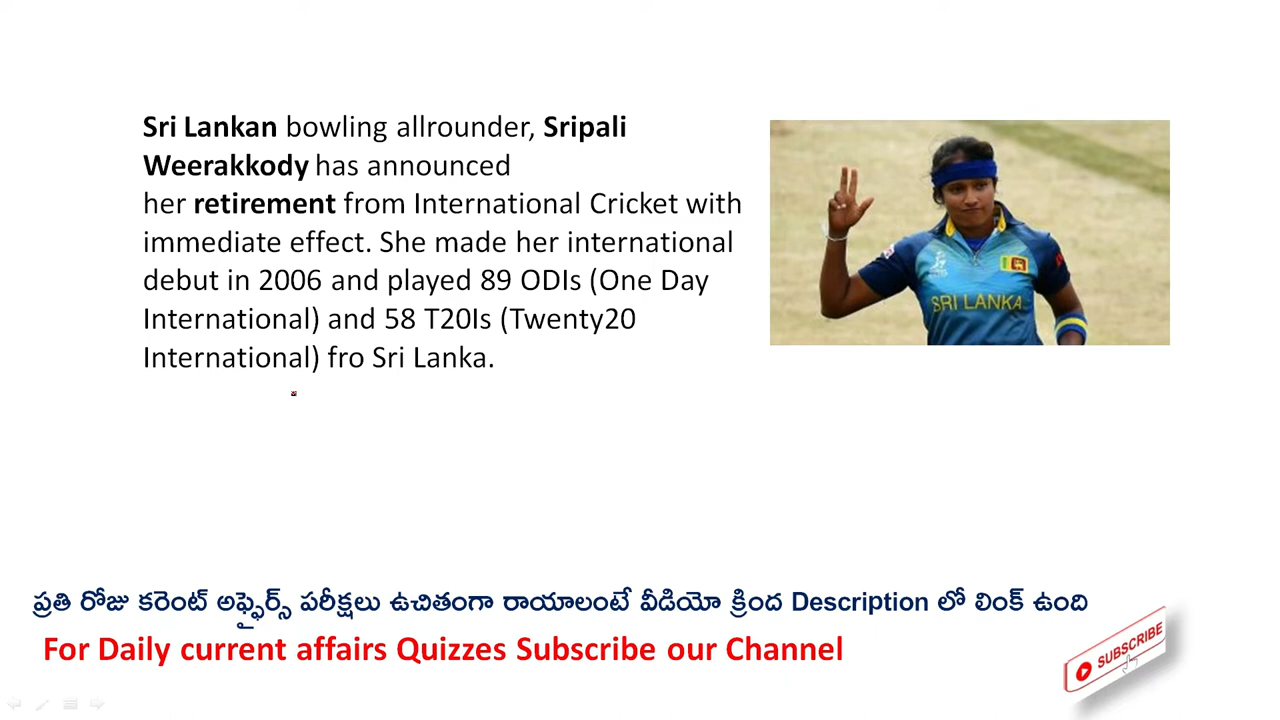 Sri Lankan bowling allrounder, Sripali
Weerakkody has announced
her retirement from International Cricket with
immediate effect. She made her international
debut in 2006 and played 89 ODIs (One Day
International) and 58 T20Is (Twenty20
International) fro Sri Lanka.
SRI LANKA
ప్రతి రోజు కరెంట్ అఫ్ఫైర్స్ పరీక్షలు ఉచితంగా రాయాలంటే వీడియో క్రింద Description లో లింక్ ఉంది
For Daily current affairs Quizzes Subscribe our Channel
SUBSCRIBE